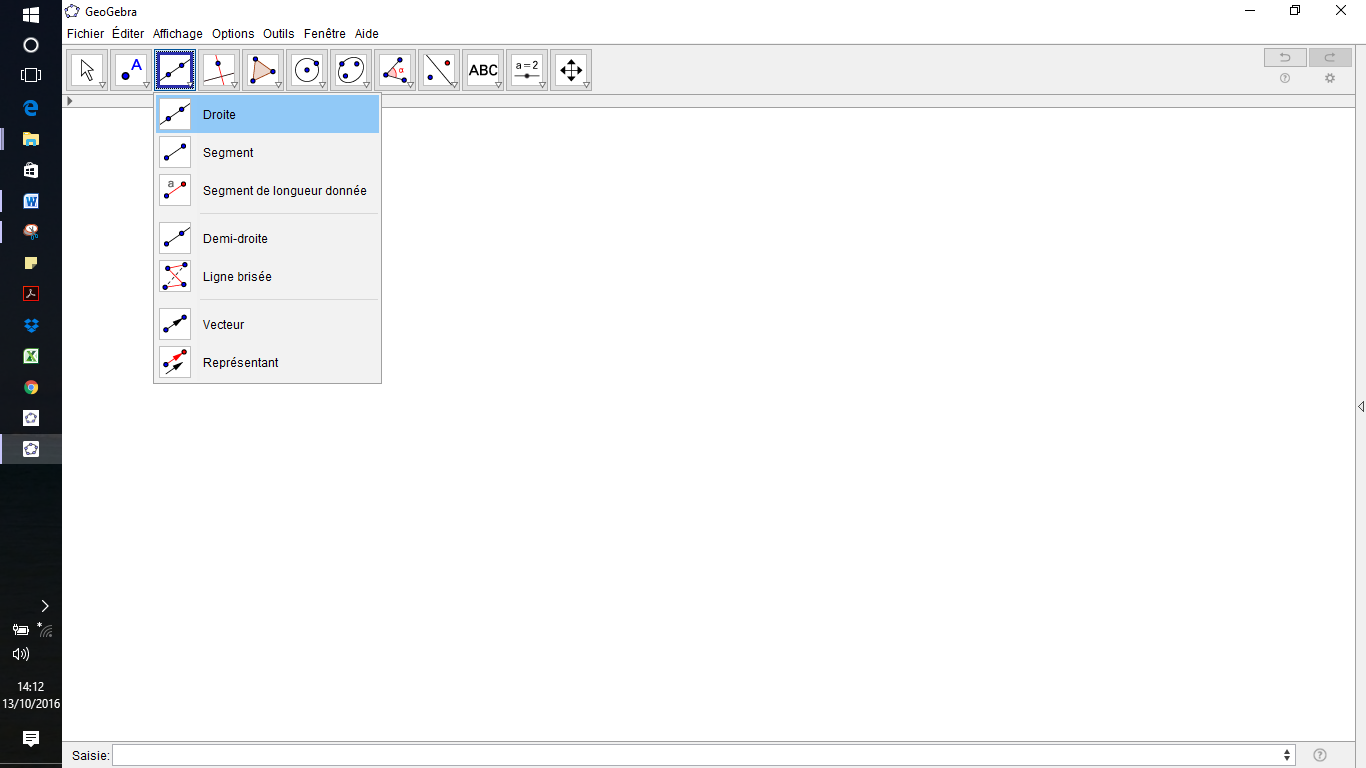 GeoGebra
Fichier Éditer Affichage Options Outils Fenêtre Aide
A
α
ABC
a=2
Droite
Segment
a
Segment de longueur donnée
Demi-droite
Ligne brisée
Vecteur
Représentant
14:12
13/10/2016
Saisie: